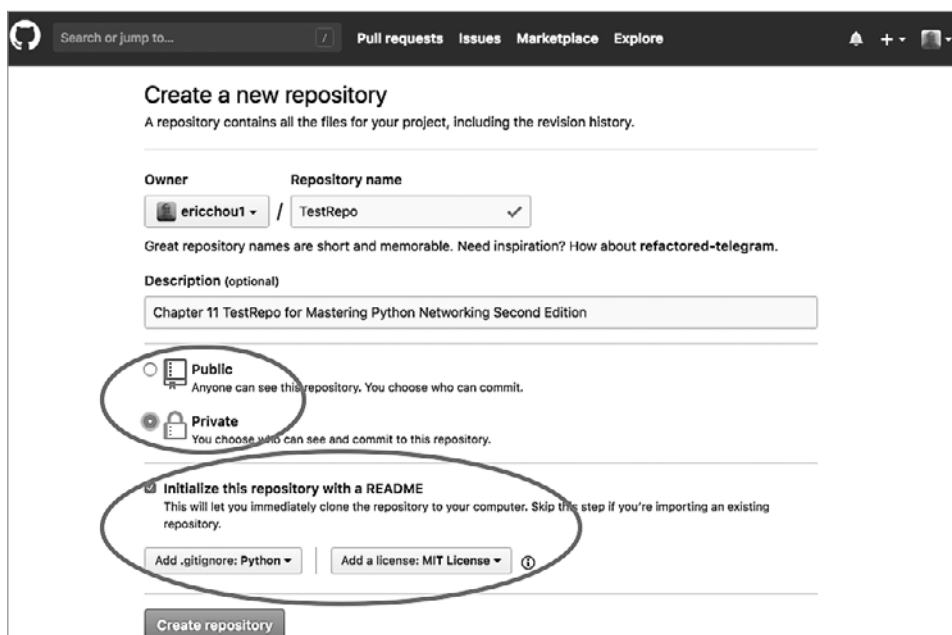 Search or jump to... / Pull requests Issues Marketplace Explore
Create a new repository
A repository contains all the files for your project, including the revision history.
Owner Repository name
ericchou1 / TestRepo
Great repository names are short and memorable. Need inspiration? How about refactored-telegram.
Description (optional)
Chapter 11 TestRepo for Mastering Python Networking Second Edition
Public
Anyone can see this repository. You choose who can commit.
Private
You choose who can see and commit to this repository.
Initialize this repository with a README
This will let you immediately clone the repository to your computer. Skip this step if you're importing an existing
repository.
Add .gitignore: Python Add a license: MIT License
Create repository